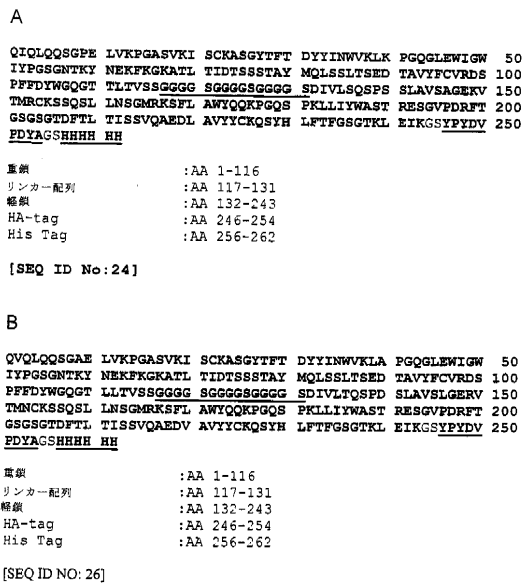 A
QIQLQQSGPE LVKPGASVKI SCKASGYTFT DYYINWVKLK PGQGLEWIGW 50
IYPGSGNTKY NEKFKGKATL TIDTSSSTAY MQLSSLTSED TAVYFCVRDS 100
PFFDYWGQGT TLTVSSGGGG SGGGGSGGGG SDIVLSQSPS SLAVSAGEKV 150
TMRCKSSQSL LNSGMRKSFL AWYQQKPGQS PKLLIYWAST RESGVPDRFT 200
GSGSGTDFTL TISSVQAEDL AVYYCKQSYH LFTFGSGTKL EIKGSYPYDV 250
PDYAGSHHHH HH
重鎖 :AA 1-116
リンカー配列 :AA 117-131
軽鎖 :AA 132-243
HA-tag :AA 246-254
His Tag :AA 256-262
[SEQ ID No:24]
B
QVQLQQSGAE LVKPGASVKI SCKASGYTFT DYYINWVKLA PGQGLEWIGW 50
IYPGSGNTKY NEKFKGKATL TIDTSSSTAY MQLSSLTSED TAVYFCVRDS 100
PFFDYWGQGT LLTVSSGGGG SGGGGSGGGG SDIVLTQSPD SLAVSLGERV 150
TMNCKSSQSL LNSGMRKSFL AWYQQKPGQS PKLLIYWAST RESGVPDRFT 200
GSGSGTDFTL TISSVQAEDV AVYYCKQSYH LFTFGSGTKL EIKGSYPYDV 250
PDYAGSHHHH HH
重鎖 :AA 1-116
リンカー配列 :AA 117-131
軽鎖 :AA 132-243
HA-tag :AA 246-254
His Tag :AA 256-262
[SEQ ID NO: 26]